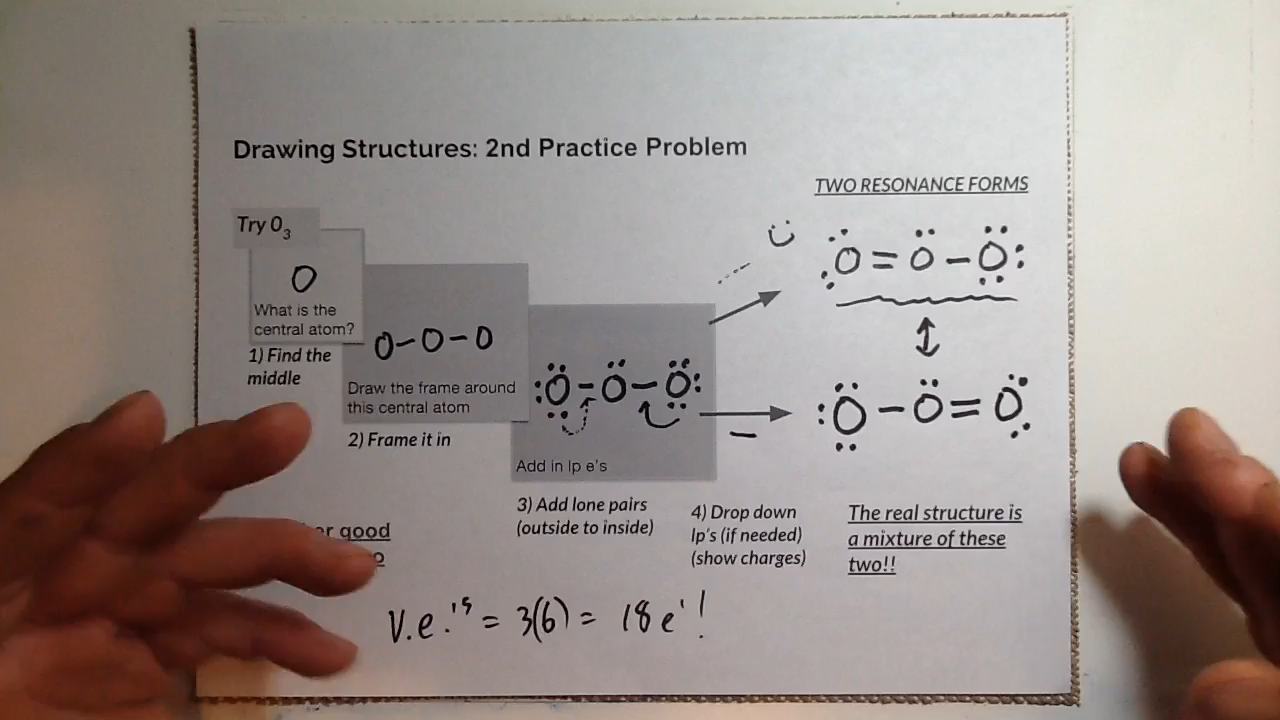 Drawing Structures: 2nd Practice Problem
TWO RESONANCE FORMS
Try O3
O
What is the
central atom?
1) Find the
middle
O-O-O
Draw the frame around
this central atom
2) Frame it in
:Ö-Ö-Ö:
Add in lp e's
3) Add lone pairs
(outside to inside)
4) Drop down
lp's (if needed)
(show charges)
Ö=Ö-Ö:
↕
:Ö-Ö=Ö
The real structure is
a mixture of these
two!!
good
V.e.'s = 3(6) = 18 e'!